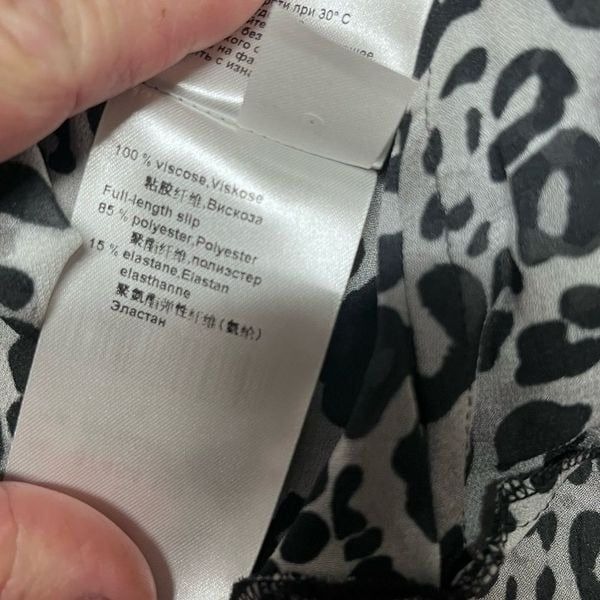 при 30° C
без
100 % viscose,Viskose
粘胶纤维,Вискоза
Full-length slip
85 % polyester,Polyester
聚酯纤维,полиэстер
15 % elastane,Elastan
elasthanne
聚氨酯弹性纤维(氨纶)
Эластан